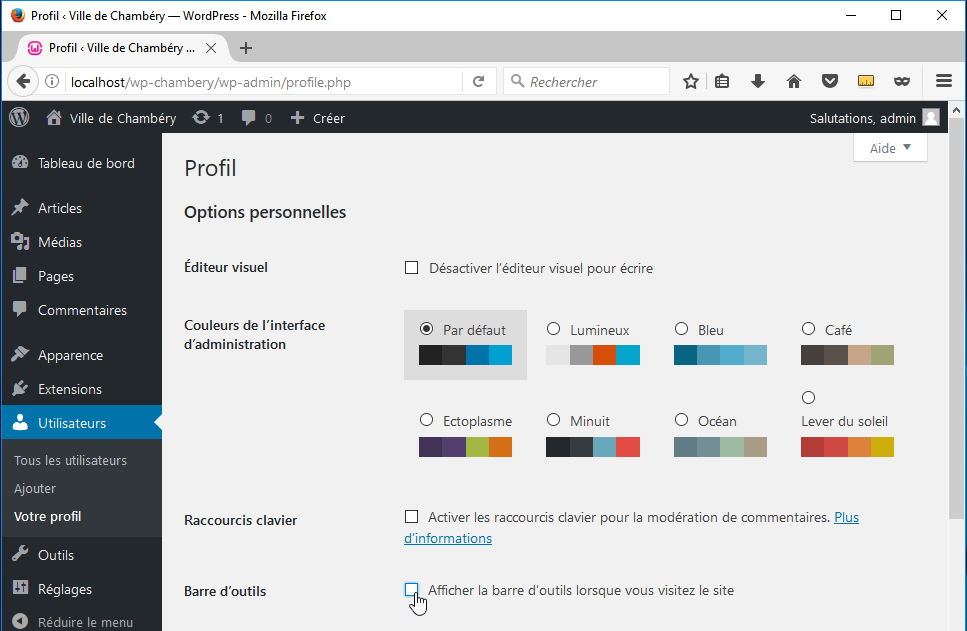 Profil ‹ Ville de Chambéry — WordPress - Mozilla Firefox
Profil ‹ Ville de Chambéry ...
localhost/wp-chambery/wp-admin/profile.php
Rechercher
Ville de Chambéry
1
0
Créer
Salutations, admin
Aide
Tableau de bord
Articles
Médias
Pages
Commentaires
Apparence
Extensions
Utilisateurs
Tous les utilisateurs
Ajouter
Votre profil
Outils
Réglages
Réduire le menu
Profil
Options personnelles
Éditeur visuel
Désactiver l'éditeur visuel pour écrire
Couleurs de l’interface
d’administration
Par défaut
Lumineux
Bleu
Café
Ectoplasme
Minuit
Océan
Lever du soleil
Raccourcis clavier
Activer les raccourcis clavier pour la modération de commentaires. Plus
d’informations
Barre d’outils
Afficher la barre d’outils lorsque vous visitez le site